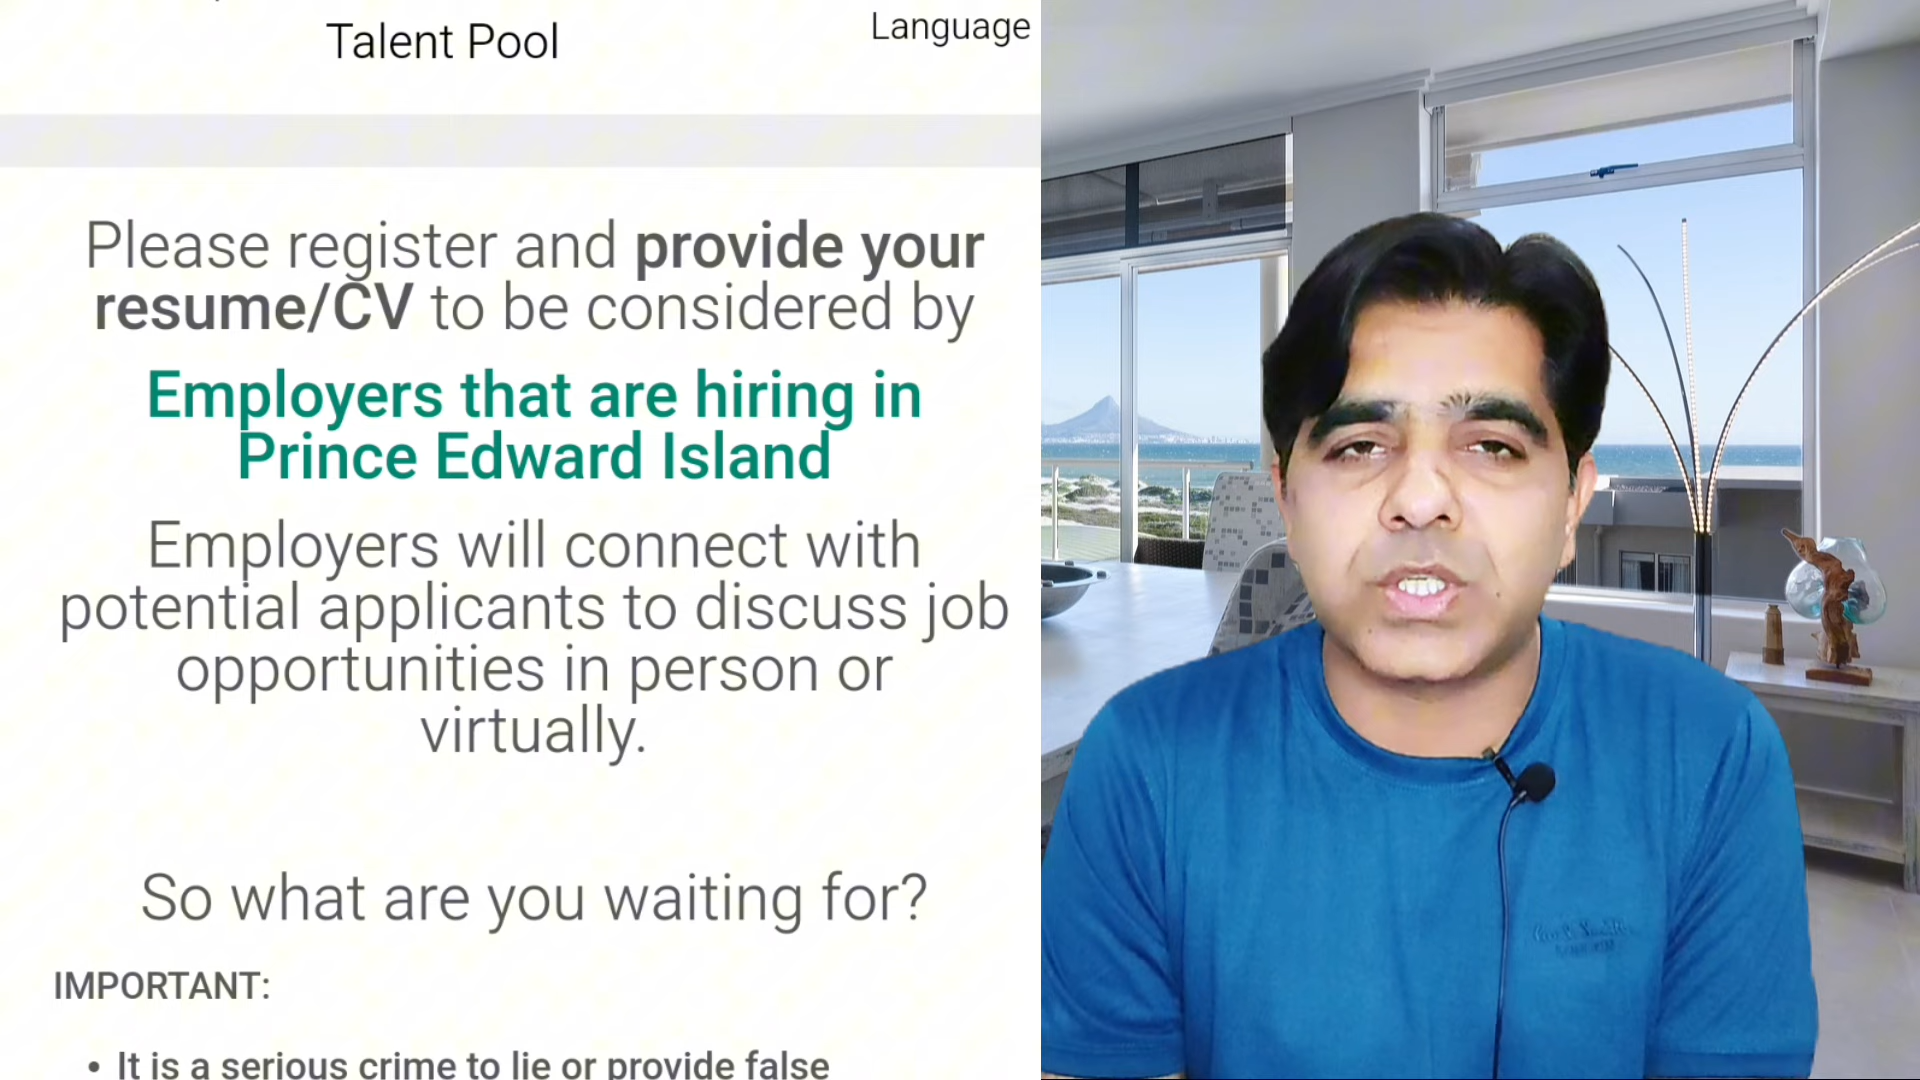 Talent Pool
Language
Please register and provide your
resume/CV to be considered by
Employers that are hiring in
Prince Edward Island
Employers will connect with
potential applicants to discuss job
opportunities in person or
virtually.
So what are you waiting for?
IMPORTANT:
• It is a serious crime to lie or provide false